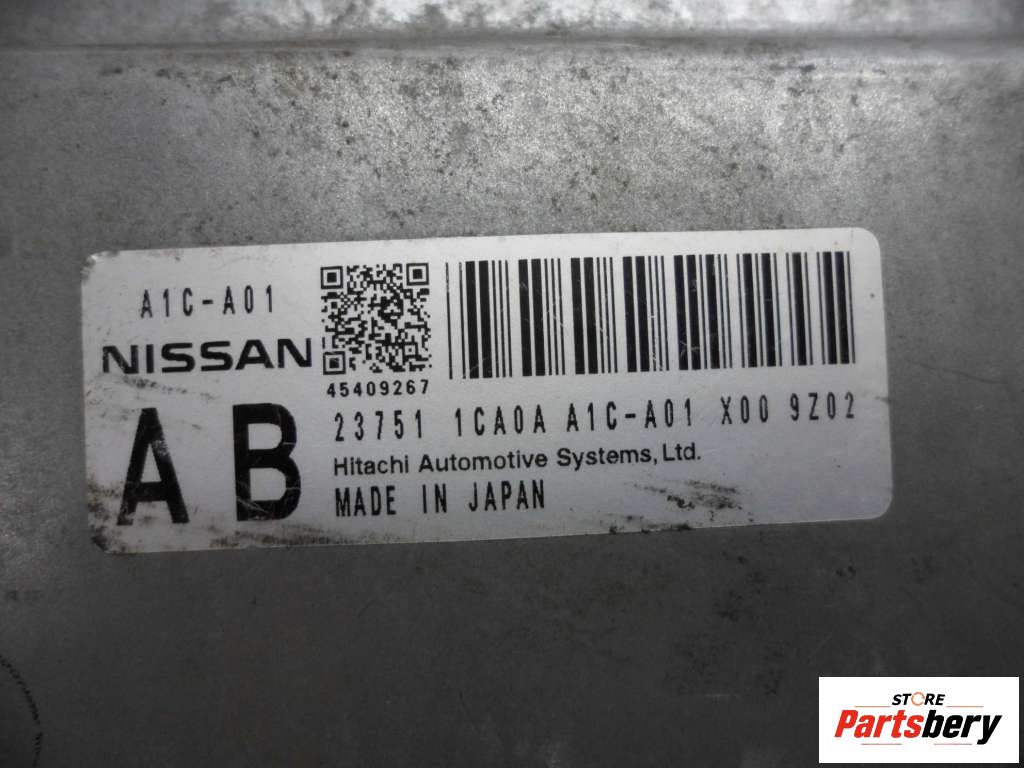 A1C-A01
NISSAN
45409267
A B
23751 1CA0A A1C-A01 X00 9Z02
Hitachi Automotive Systems, Ltd.
MADE IN JAPAN
STORE
Partsbery